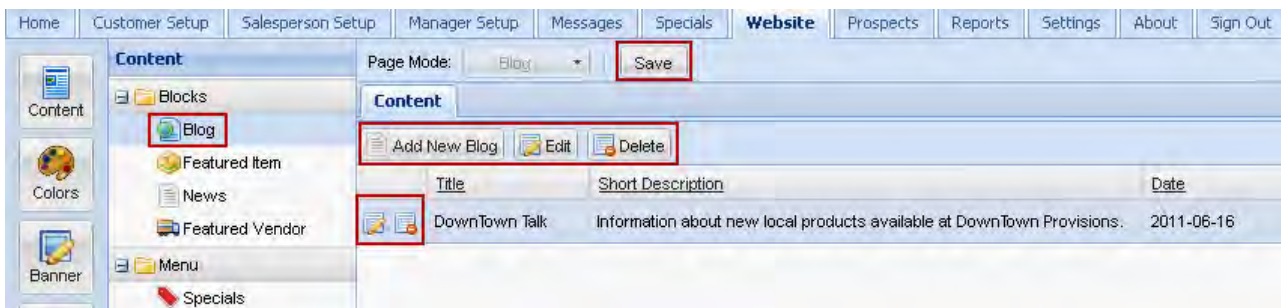 Home Customer Setup Salesperson Setup Manager Setup Messages Specials Website Prospects Reports Settings About Sign Out
Content
Colors
Banner
Content
Blocks
Blog
Featured Item
News
Featured Vendor
Menu
Specials
Page Mode: Blog Save
Content
Add New Blog Edit Delete
Title Short Description Date
DownTown Talk Information about new local products available at DownTown Provisions. 2011-06-16